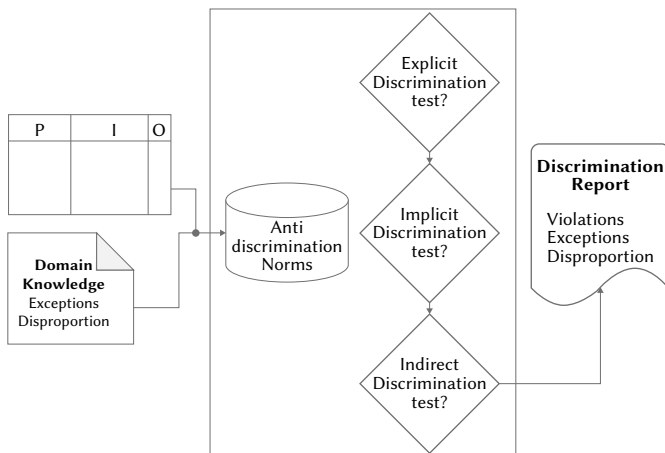 P I O
Domain
Knowledge
Exceptions
Disproportion
Anti
discrimination
Norms
Explicit
Discrimination
test?
Implicit
Discrimination
test?
Indirect
Discrimination
test?
Discrimination
Report
Violations
Exceptions
Disproportion